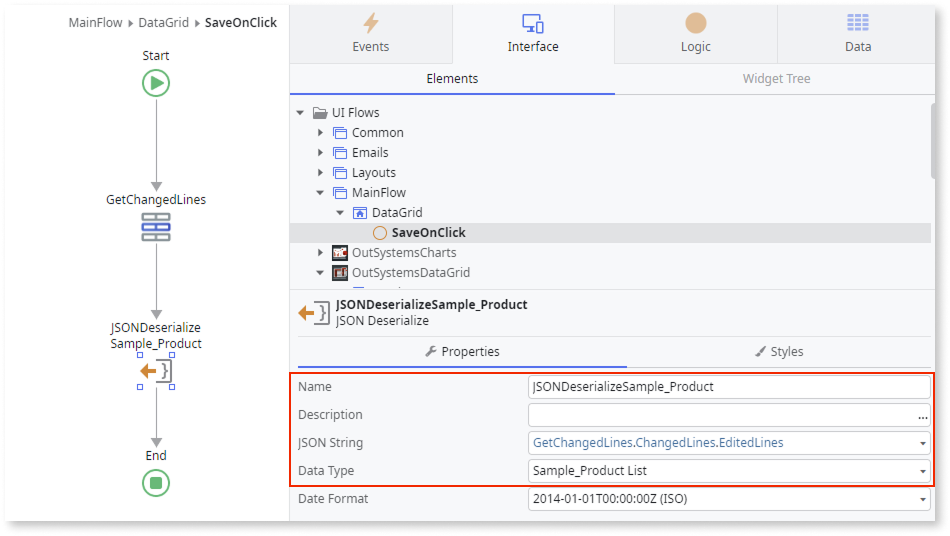 MainFlow DataGrid SaveOnClick
Start
GetChangedLines
JSONDeserialize
Sample_Product
End
Events
Interface
Logic
Data
Elements
Widget Tree
UI Flows
Common
Emails
Layouts
MainFlow
DataGrid
SaveOnClick
OutSystemsCharts
OutSystemsDataGrid
JSONDeserializeSample_Product
JSON Deserialize
Properties
Styles
Name JSONDeserializeSample_Product
Description ...
JSON String GetChangedLines.ChangedLines.EditedLines
Data Type Sample_Product List
Date Format 2014-01-01T00:00:00Z (ISO)